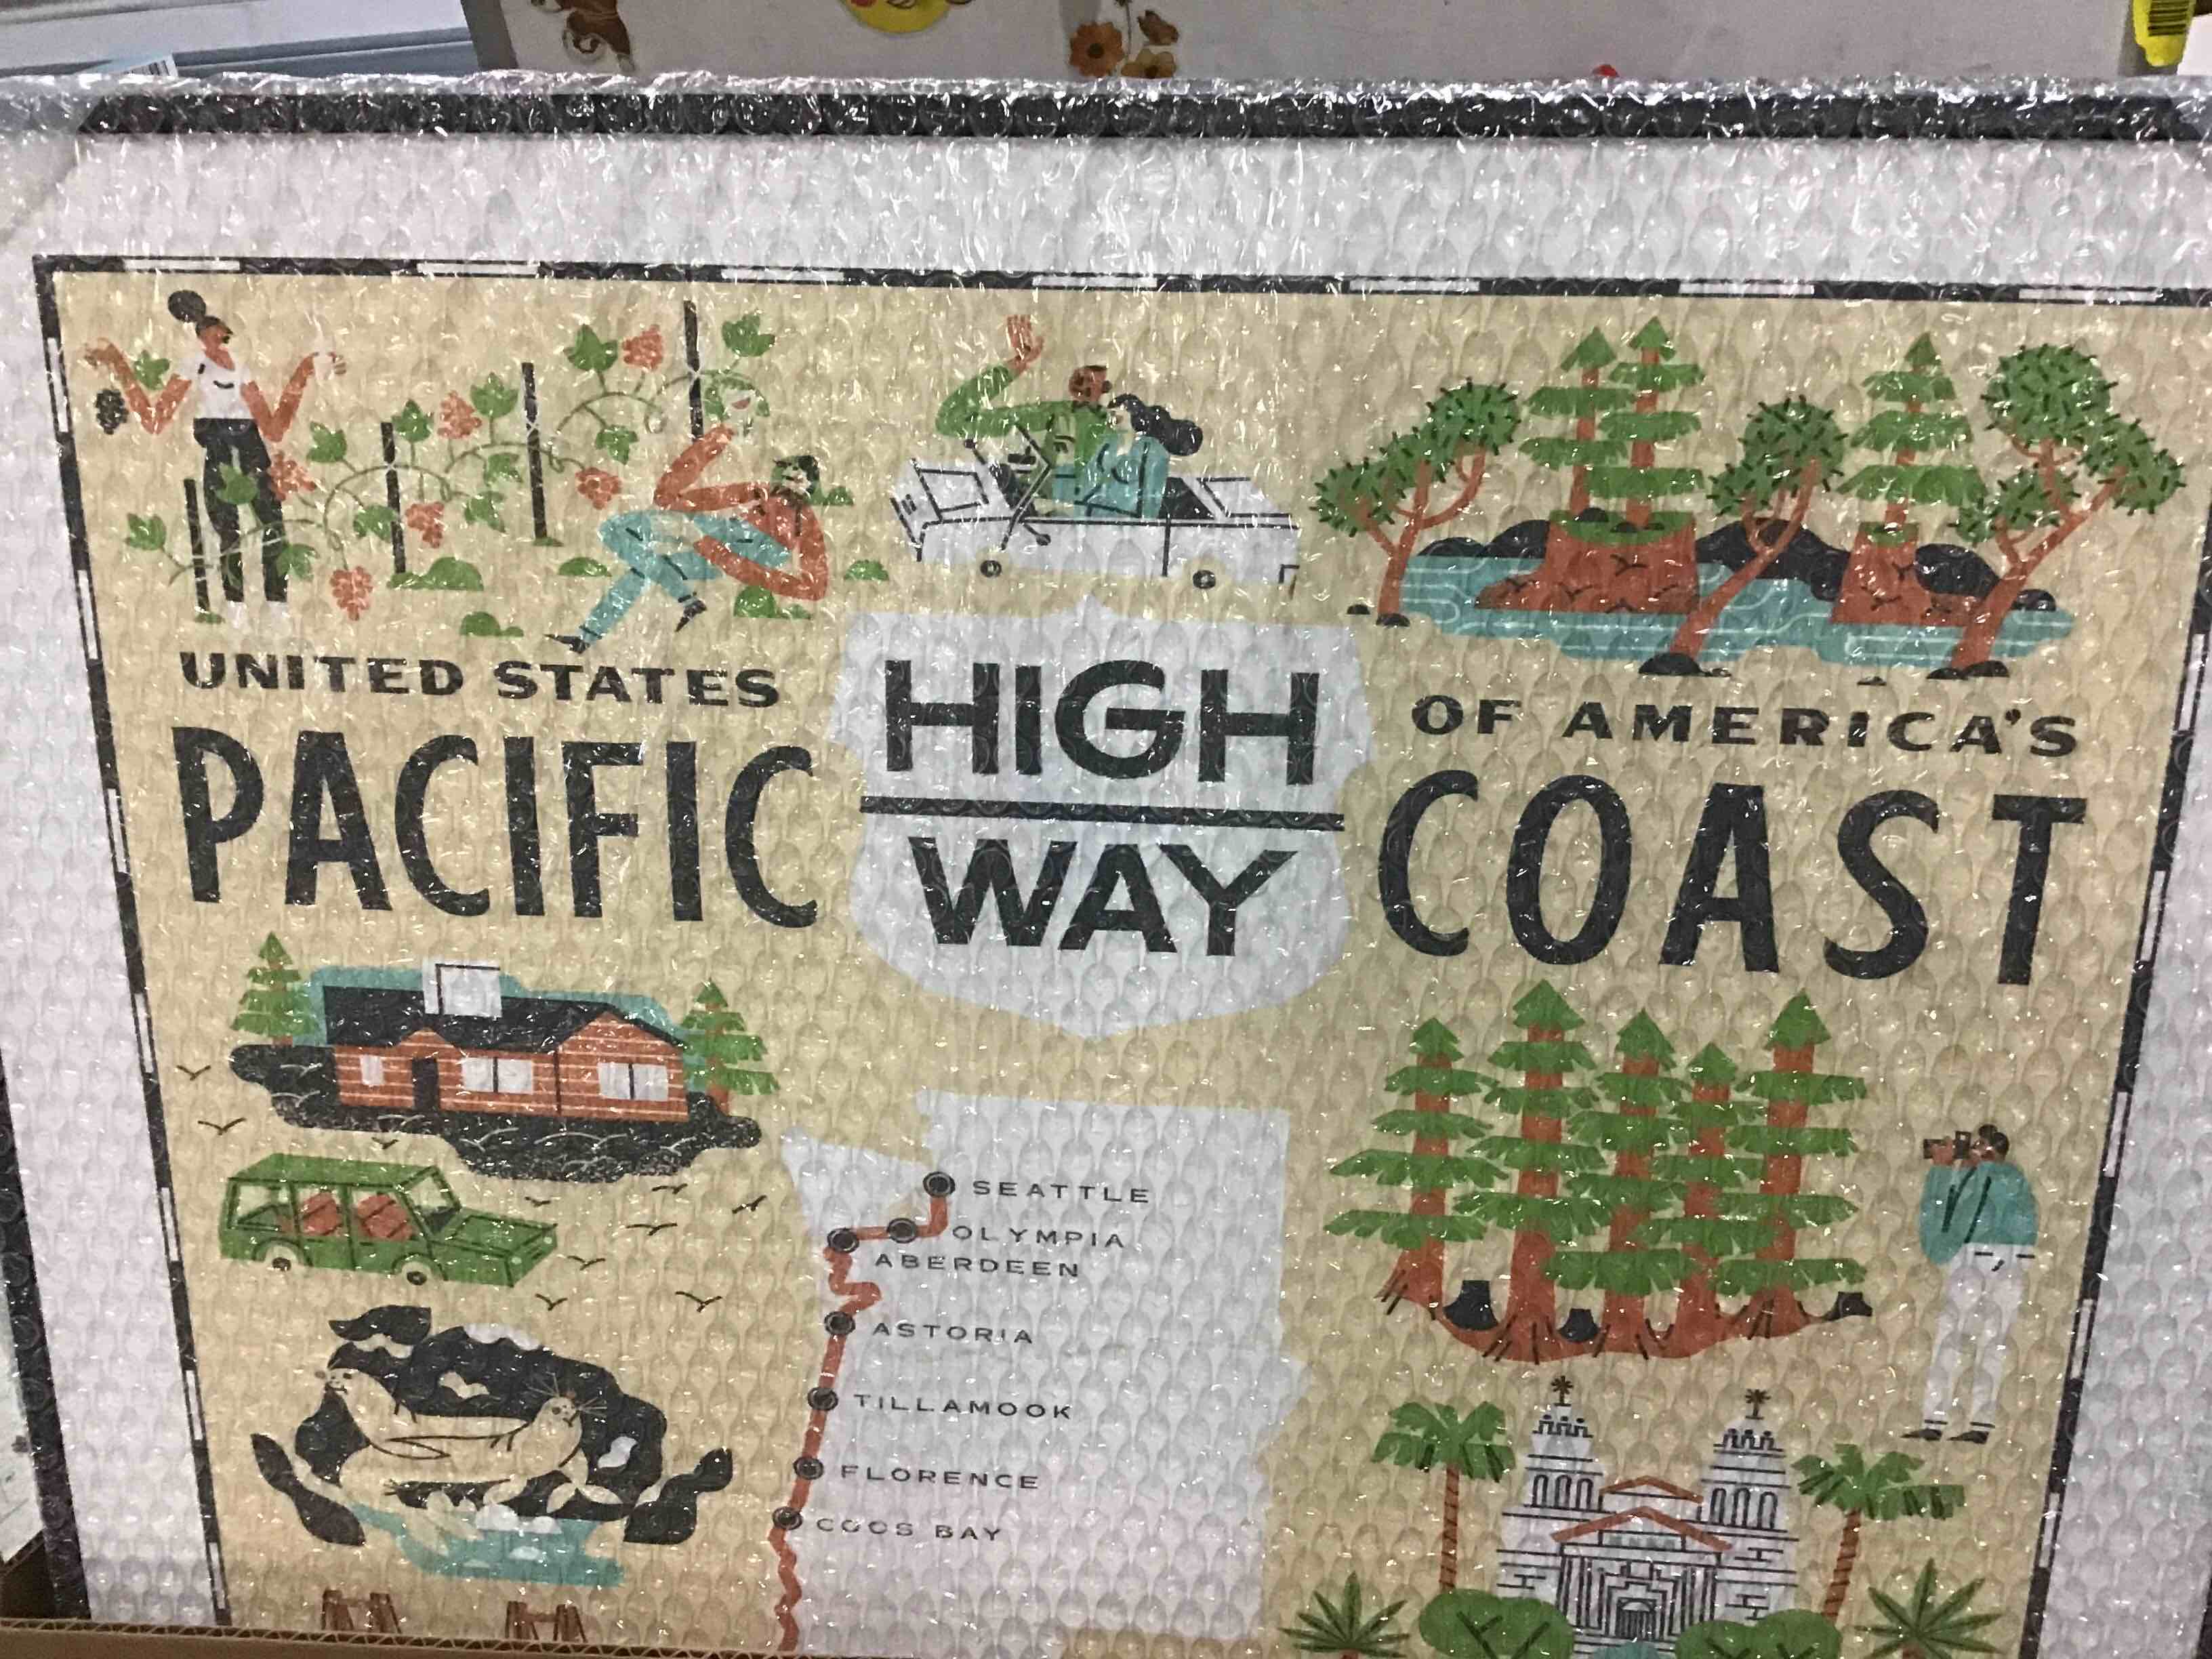 UNITED STATES
PACIFIC
HIGH
WAY
OF AMERICA'S
COAST
SEATTLE
OLYMPIA
ABERDEEN
ASTORIA
TILLAMOOK
FLORENCE
COOS BAY